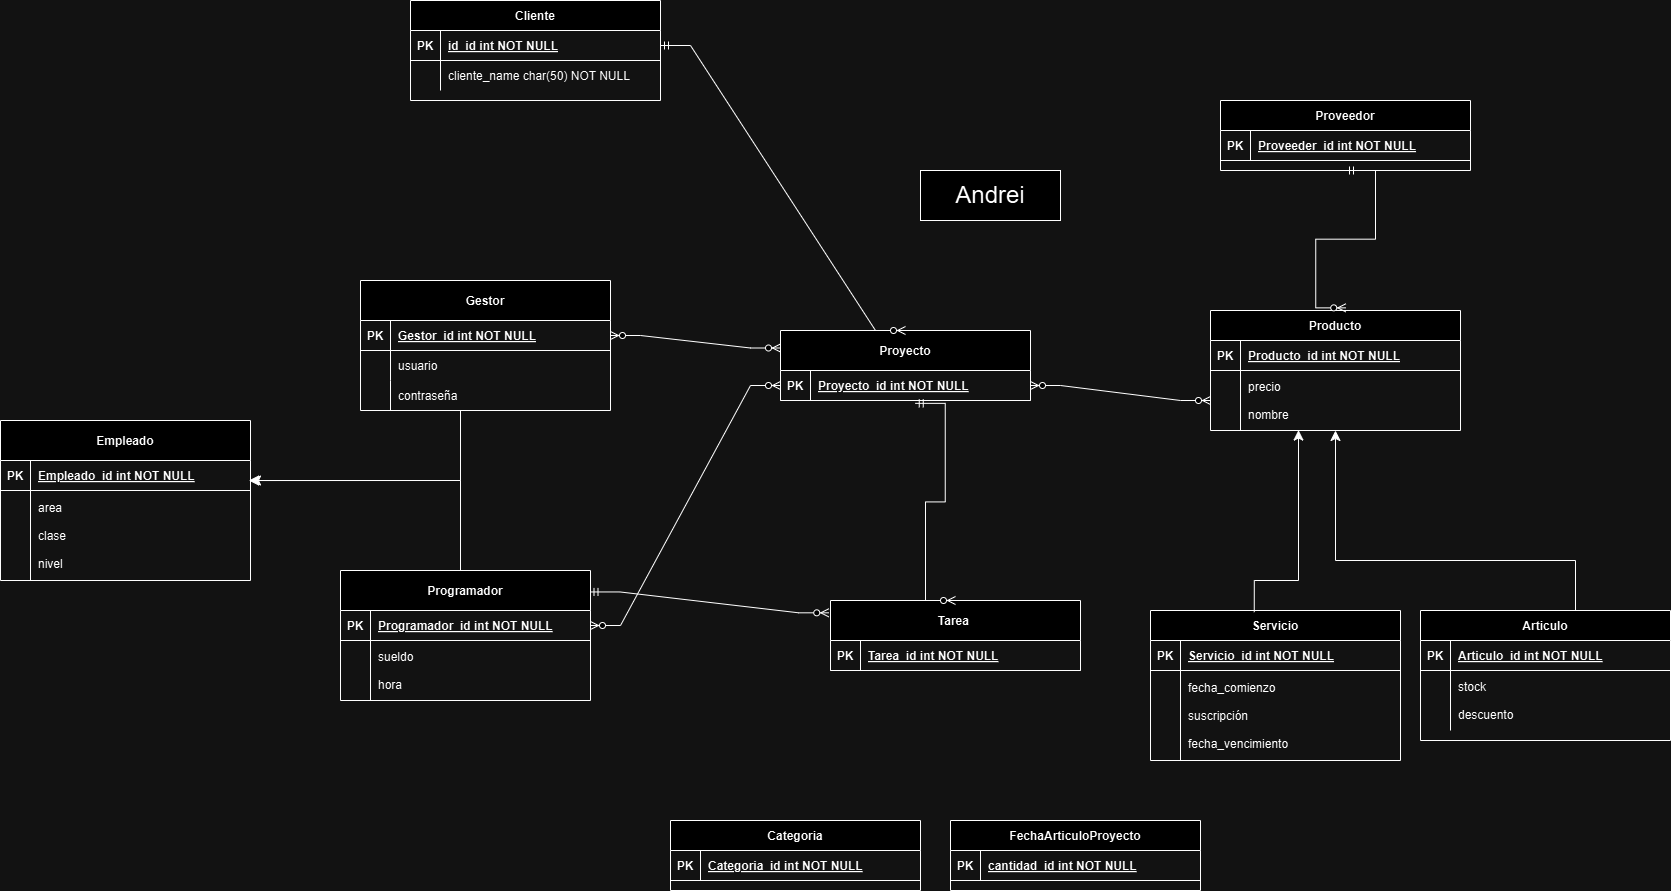 Cliente
PK id_id int NOT NULL
cliente_name char(50) NOT NULL
Proveedor
PK Proveeder_id int NOT NULL
Andrei
Gestor
PK Gestor_id int NOT NULL
usuario
contraseña
Proyecto
PK Proyecto_id int NOT NULL
Producto
PK Producto_id int NOT NULL
precio
nombre
Empleado
PK Empleado_id int NOT NULL
area
clase
nivel
Programador
PK Programador_id int NOT NULL
sueldo
hora
Tarea
PK Tarea_id int NOT NULL
Servicio
PK Servicio_id int NOT NULL
fecha_comienzo
suscripción
fecha_vencimiento
Articulo
PK Articulo_id int NOT NULL
stock
descuento
Categoria
PK Categoria_id int NOT NULL
FechaArticuloProyecto
PK cantidad_id int NOT NULL